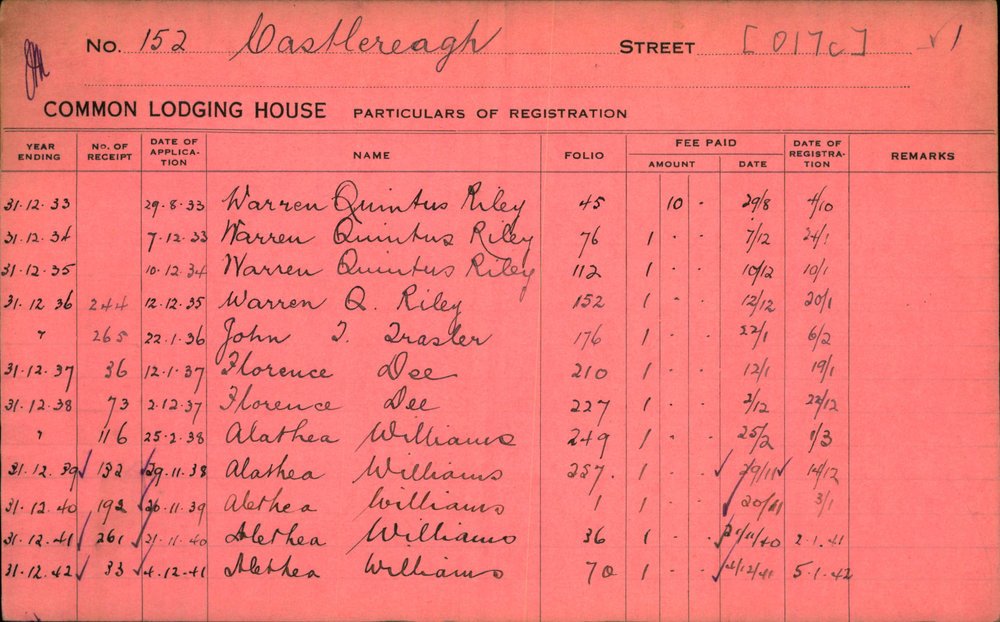 No. 152 Castlereagh STREET [017c] √1
COMMON LODGING HOUSE PARTICULARS OF REGISTRATION
YEAR ENDING NO. OF RECEIPT DATE OF APPLICA-TION NAME FOLIO FEE PAID AMOUNT DATE DATE OF REGISTRA-TION REMARKS
31.12.33 29.8.33 Warren Quintus Riley 45 10 - 29/8 4/10
31.12.34 7.12.33 Warren Quintus Riley 76 1 - - 7/12 24/1
31.12.35 10.12.34 Warren Quintus Riley 112 1 - - 10/12 10/1
31.12.36 244 12.12.35 Warren Q. Riley 152 1 - - 12/12 20/1
" 265 22.1.36 John T. Trasler 176 1 - - 22/1 6/2
31.12.37 36 12.1.37 Florence Dee 210 1 - - 12/1 19/1
31.12.38 73 2.12.37 Florence Dee 227 1 - - 2/12 22/12
" 116 25.2.38 Alathea Williams 249 1 - - 25/2 1/3
31.12.39 √ 132 √ 29.11.38 Alathea Williams 287. 1 - - √ 29/11 √ 14/12
31.12.40 192 √ 26.11.39 Alethea Williams 1 1 - - √ 20/11 3/1
31.12.41 √ 261 √ 21.11.40 Alethea Williams 36 1 - - √ 21/11/40 2.1.41
31.12.42 √ 33 √ 4.12.41 Alethea Williams 70 1 - - √ 4/12/41 5.1.42